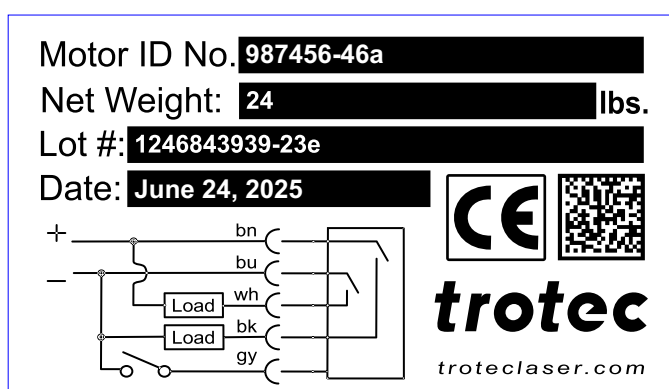 Motor ID No. 987456-46a
Net Weight: 24 lbs.
Lot #: 1246843939-23e
Date: June 24, 2025
CE
+ bn
− bu
Load wh
Load bk
gy
trotec
troteclaser.com